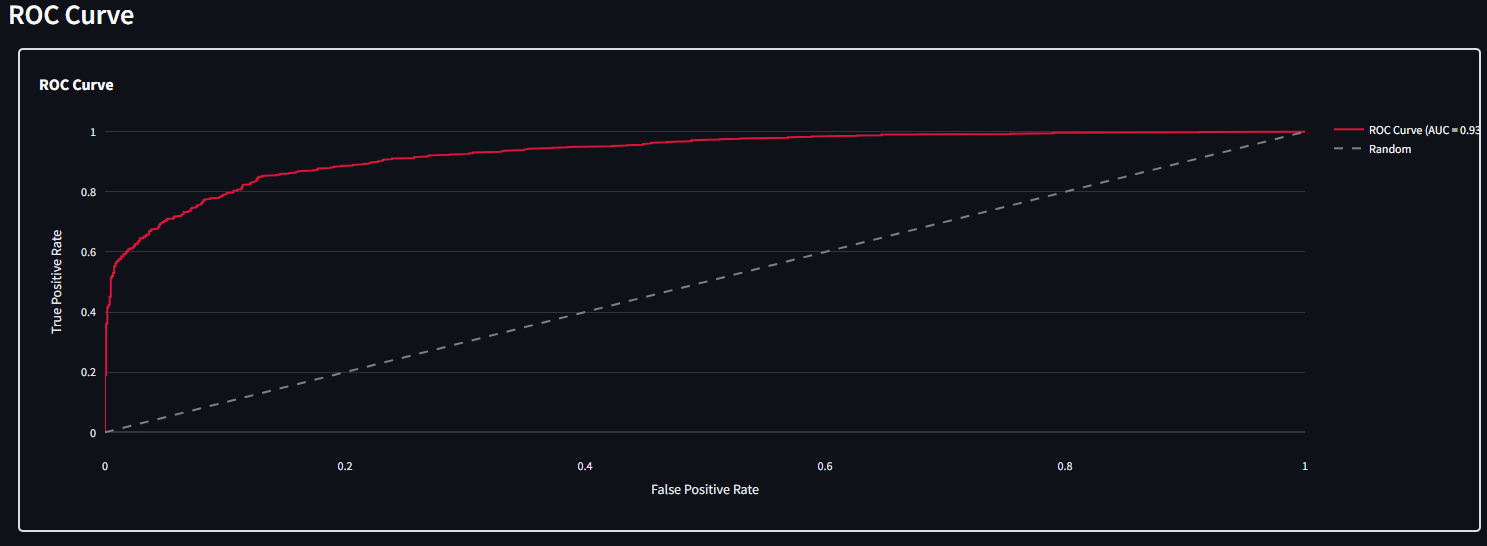 ROC Curve
ROC Curve
ROC Curve (AUC = 0.93
Random
True Positive Rate
1
0.8
0.6
0.4
0.2
0
0 0.2 0.4 0.6 0.8 1
False Positive Rate